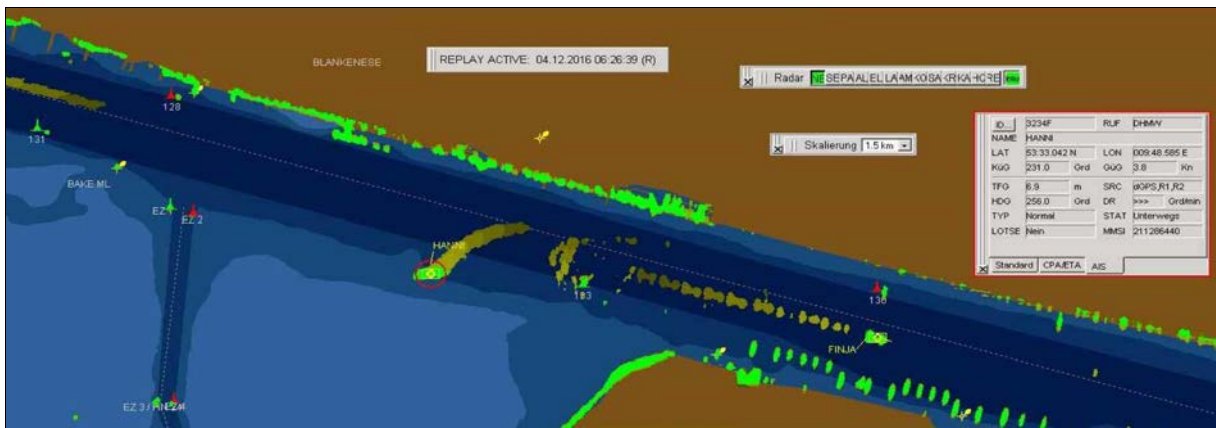 BLANKENESE
REPLAY ACTIVE: 04.12.2016 06:26:39 (R)
Radar
128
131
Skalierung 1.5 km
BAKE ML
EZ
EZ 2
HANNI
133
136
FINJA
ID... 3234F RUF DHMW
NAME HANNI
LAT 53:33.042 N LON 009:48.585 E
KüG 231.0 Grd GüG 3.8 Kn
TFG 6.9 m SRC dGPS,R1,R2
HDG 256.0 Grd DR >>> Grd/min
TYP Normal STAT Unterwegs
LOTSE Nein MMSI 211286440
Standard CPA/ETA AIS
EZ 3 /